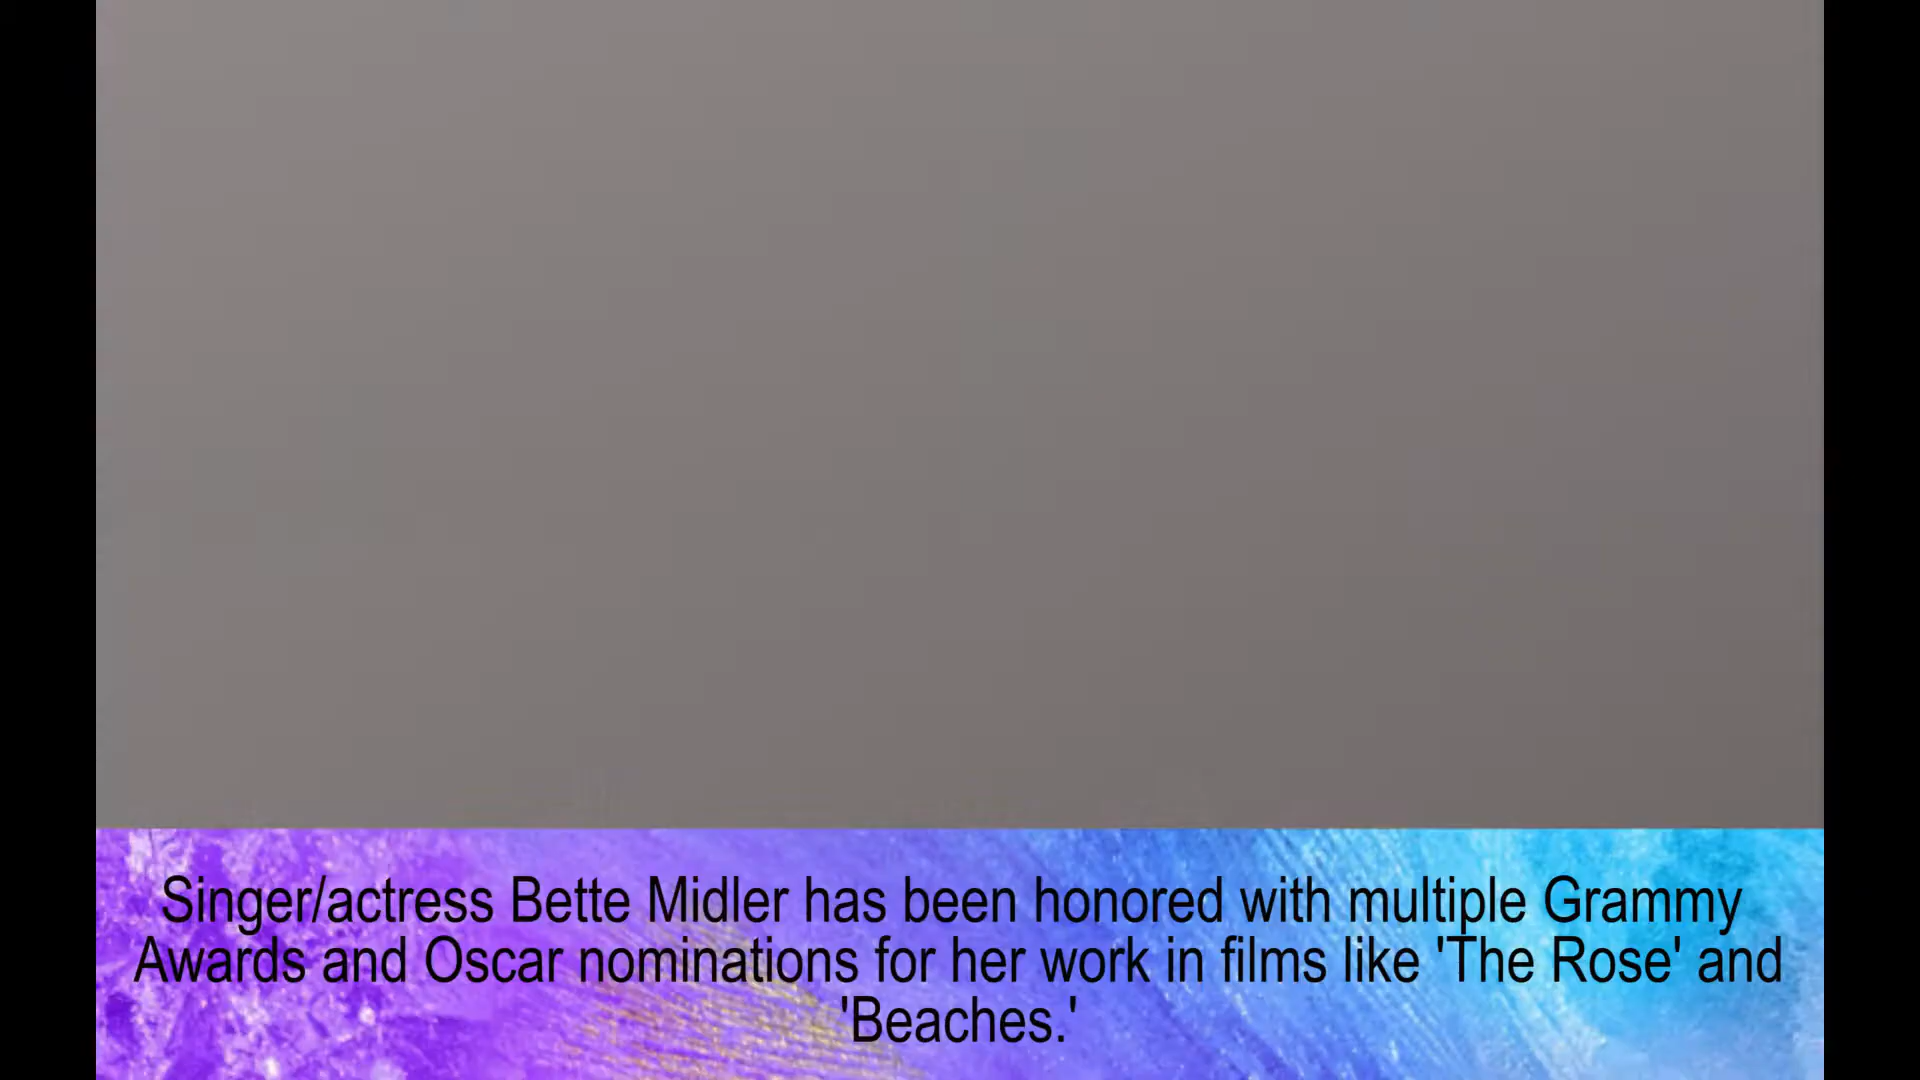 Singer/actress Bette Midler has been honored with multiple Grammy
Awards and Oscar nominations for her work in films like 'The Rose' and
'Beaches.'